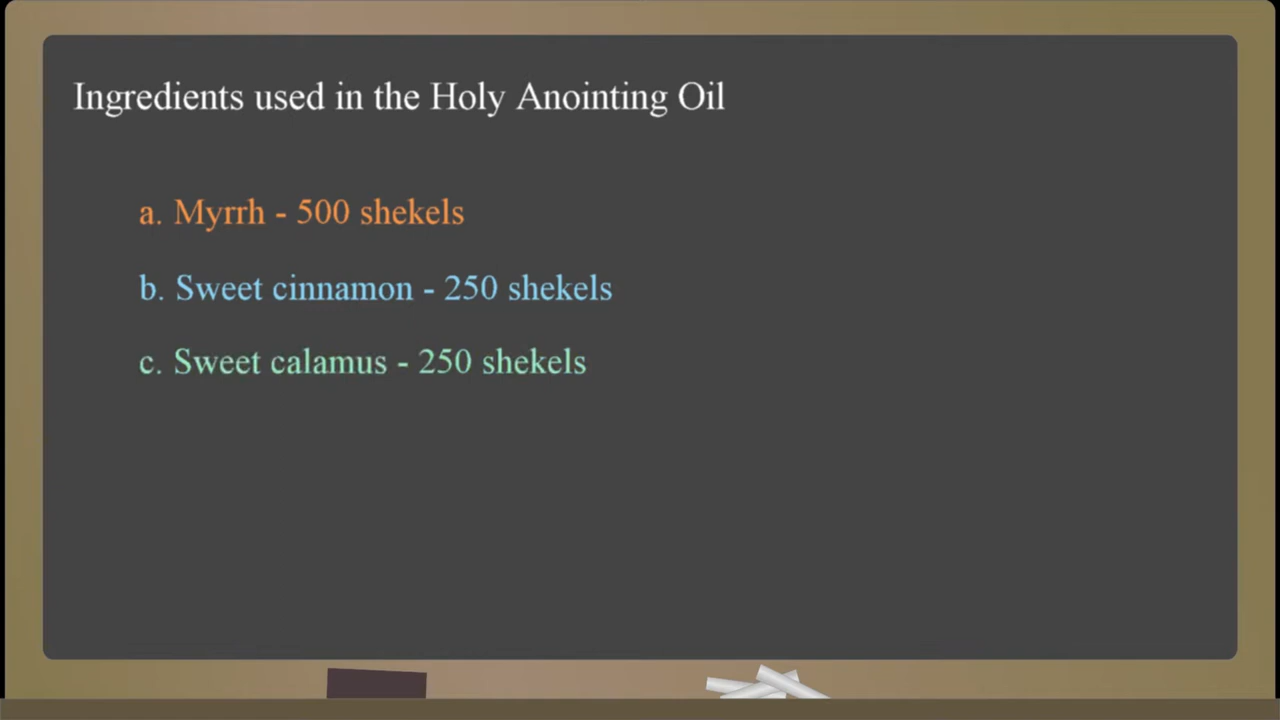 Ingredients used in the Holy Anointing Oil
a. Myrrh - 500 shekels
b. Sweet cinnamon - 250 shekels
c. Sweet calamus - 250 shekels